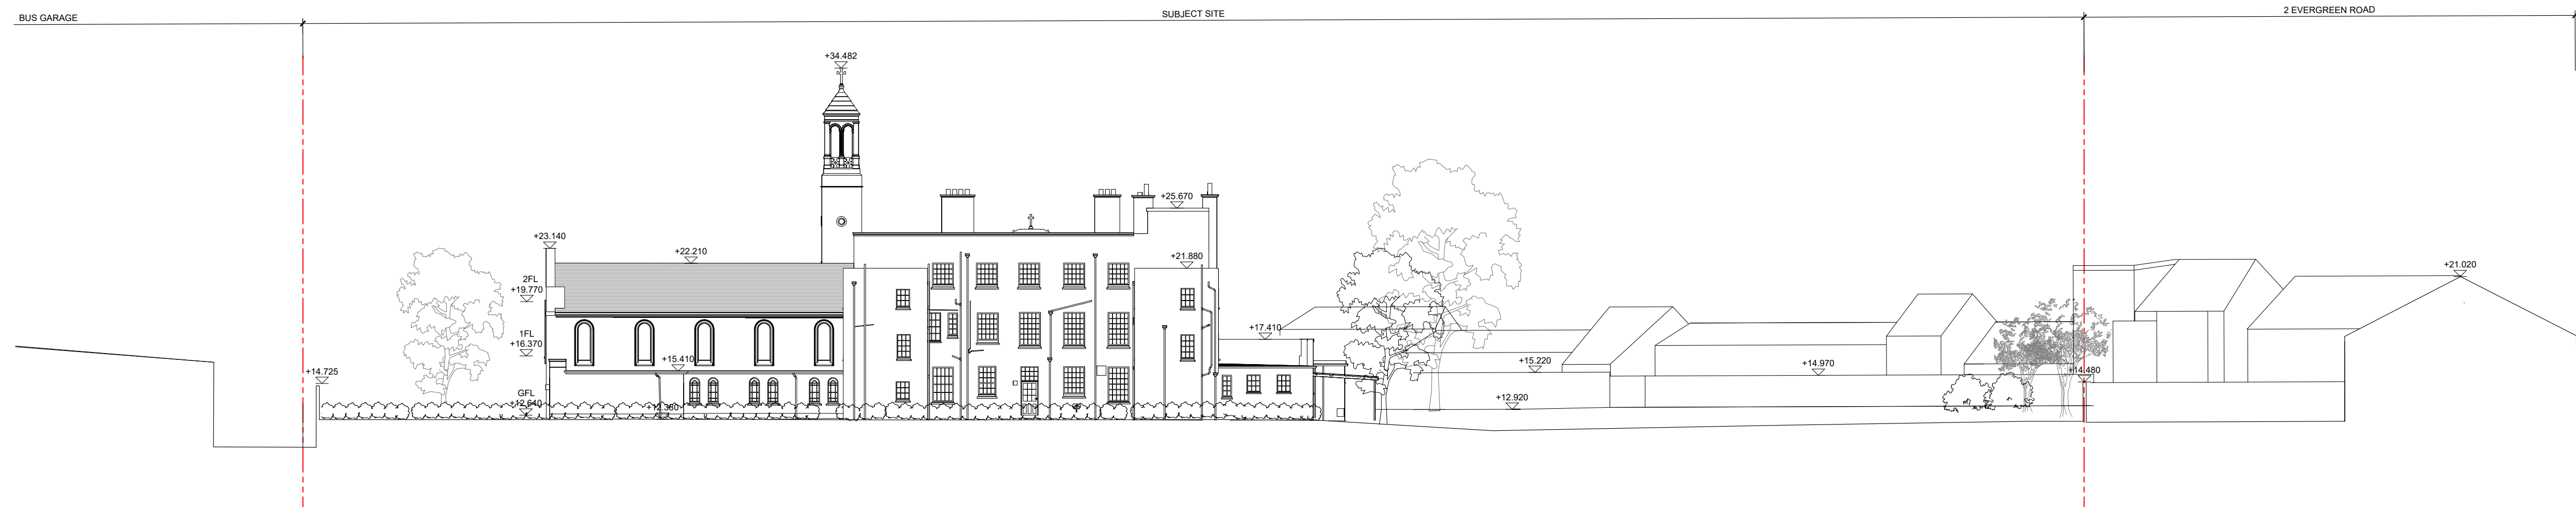 BUS GARAGE
SUBJECT SITE
2 EVERGREEN ROAD
+34.482
+25.670
+23.140
+22.210
+21.880
+21.020
2FL
+19.770
1FL
+16.370
+17.410
+15.410
+15.220
+14.970
+14.725
+14.480
GFL
+12.640
+12.360
+12.920